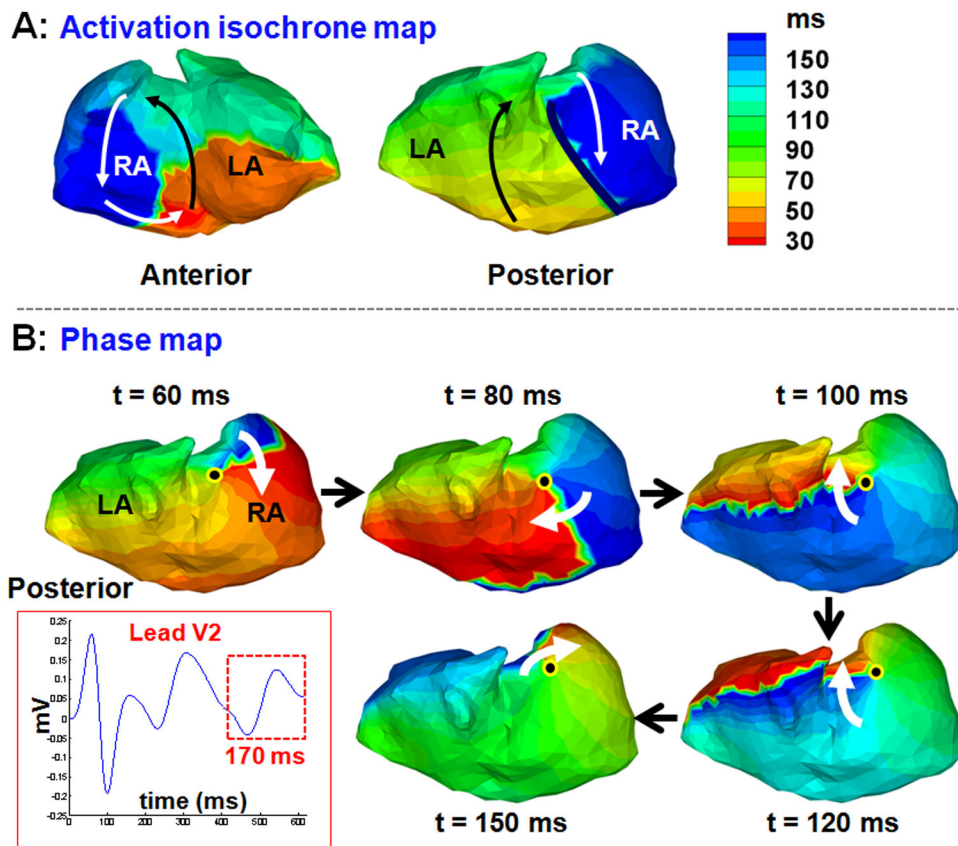 A: Activation isochrone map
ms
150
130
110
90
70
50
30
RA
LA
LA
RA
Anterior
Posterior
B: Phase map
t = 60 ms
t = 80 ms
t = 100 ms
LA
RA
Posterior
Lead V2
0.25
0.2
0.15
0.1
0.05
0
-0.05
-0.1
-0.15
-0.2
-0.25
mV
170 ms
time (ms)
0 100 200 300 400 500 600
t = 150 ms
t = 120 ms